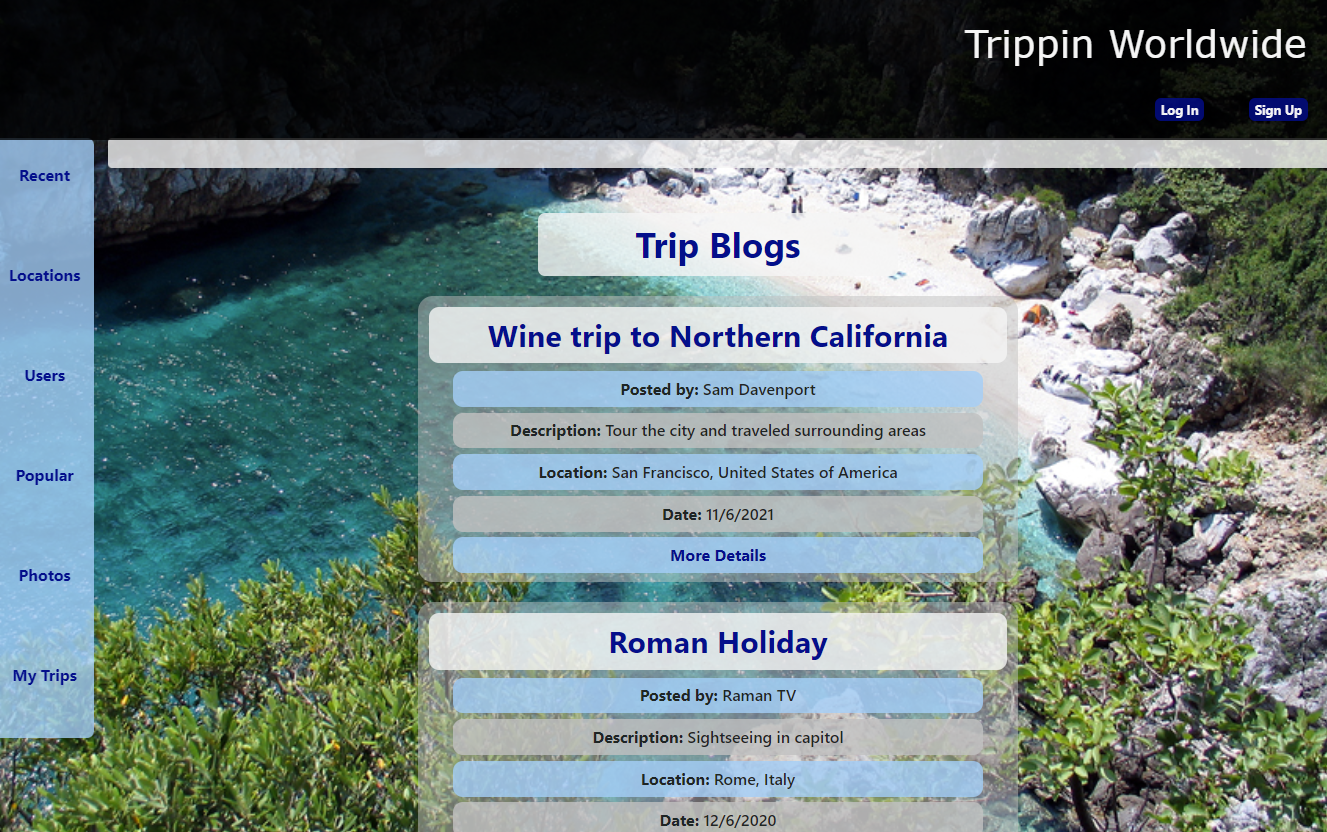 Trippin Worldwide
Log In
Sign Up
Recent
Locations
Users
Popular
Photos
My Trips
Trip Blogs
Wine trip to Northern California
Posted by: Sam Davenport
Description: Tour the city and traveled surrounding areas
Location: San Francisco, United States of America
Date: 11/6/2021
More Details
Roman Holiday
Posted by: Raman TV
Description: Sightseeing in capitol
Location: Rome, Italy
Date: 12/6/2020